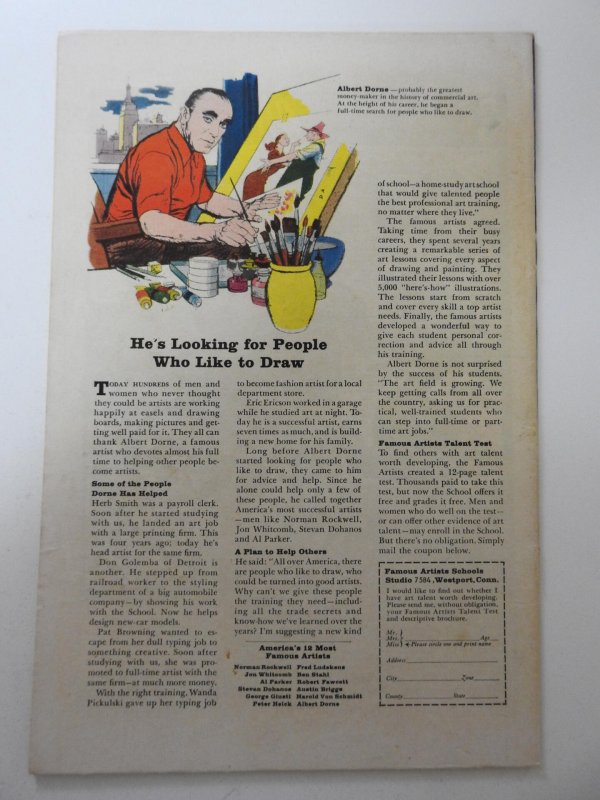 Albert Dorne — probably the greatest
money-maker in the history of commercial art.
At the height of his career, he began a
full-time search for people who like to draw.
He's Looking for People
Who Like to Draw
TODAY HUNDREDS of men and
women who never thought
they could be artists are working
happily at easels and drawing
boards, making pictures and get-
ting well paid for it. They all can
thank Albert Dorne, a famous
artist who devotes almost his full
time to helping other people be-
come artists.
Some of the People
Dorne Has Helped
Herb Smith was a payroll clerk.
Soon after he started studying
with us, he landed an art job
with a large printing firm. This
was four years ago; today he's
head artist for the same firm.
Don Golemba of Detroit is
another. He stepped up from
railroad worker to the styling
department of a big automobile
company—by showing his work
with the School. Now he helps
design new-car models.
Pat Browning wanted to es-
cape from her dull typing job to
something creative. Soon after
studying with us, she was pro-
moted to full-time artist with the
same firm—at much more money.
With the right training, Wanda
Pickulski gave up her typing job
to become fashion artist for a local
department store.
Eric Ericson worked in a garage
while he studied art at night. To-
day he is a successful artist, earns
seven times as much, and is build-
ing a new home for his family.
Long before Albert Dorne
started looking for people who
like to draw, they came to him
for advice and help. Since he
alone could help only a few of
these people, he called together
America's most successful artists
—men like Norman Rockwell,
Jon Whitcomb, Stevan Dohanos
and Al Parker.
A Plan to Help Others
He said: "All over America, there
are people who like to draw, who
could be turned into good artists.
Why can't we give these people
the training they need—includ-
ing all the trade secrets and
know-how we've learned over the
years? I'm suggesting a new kind
America's 12 Most
Famous Artists
Norman Rockwell Fred Ludekens
Jon Whitcomb Ben Stahl
Al Parker Robert Fawcett
Stevan Dohanos Austin Briggs
George Giusti Harold Von Schmidt
Peter Helck Albert Dorne
of school—a home-study art school
that would give talented people
the best professional art training,
no matter where they live."
The famous artists agreed.
Taking time from their busy
careers, they spent several years
creating a remarkable series of
art lessons covering every aspect
of drawing and painting. They
illustrated their lessons with over
5,000 "here's-how" illustrations.
The lessons start from scratch
and cover every skill a top artist
needs. Finally, the famous artists
developed a wonderful way to
give each student personal cor-
rection and advice all through
his training.
Albert Dorne is not surprised
by the success of his students.
"The art field is growing. We
keep getting calls from all over
the country, asking us for prac-
tical, well-trained students who
can step into full-time or part-
time art jobs."
Famous Artists Talent Test
To find others with art talent
worth developing, the Famous
Artists created a 12-page talent
test. Thousands paid to take this
test, but now the School offers it
free and grades it free. Men and
women who do well on the test—
or can offer other evidence of art
talent—may enroll in the School.
But there's no obligation. Simply
mail the coupon below.
Famous Artists Schools
Studio 7584, Westport, Conn.
I would like to find out whether I
have art talent worth developing.
Please send me, without obligation,
your Famous Artists Talent Test
and descriptive brochure.
Mr.
Mrs. Age
Miss Please circle one and print name
Address
City Zone
County State